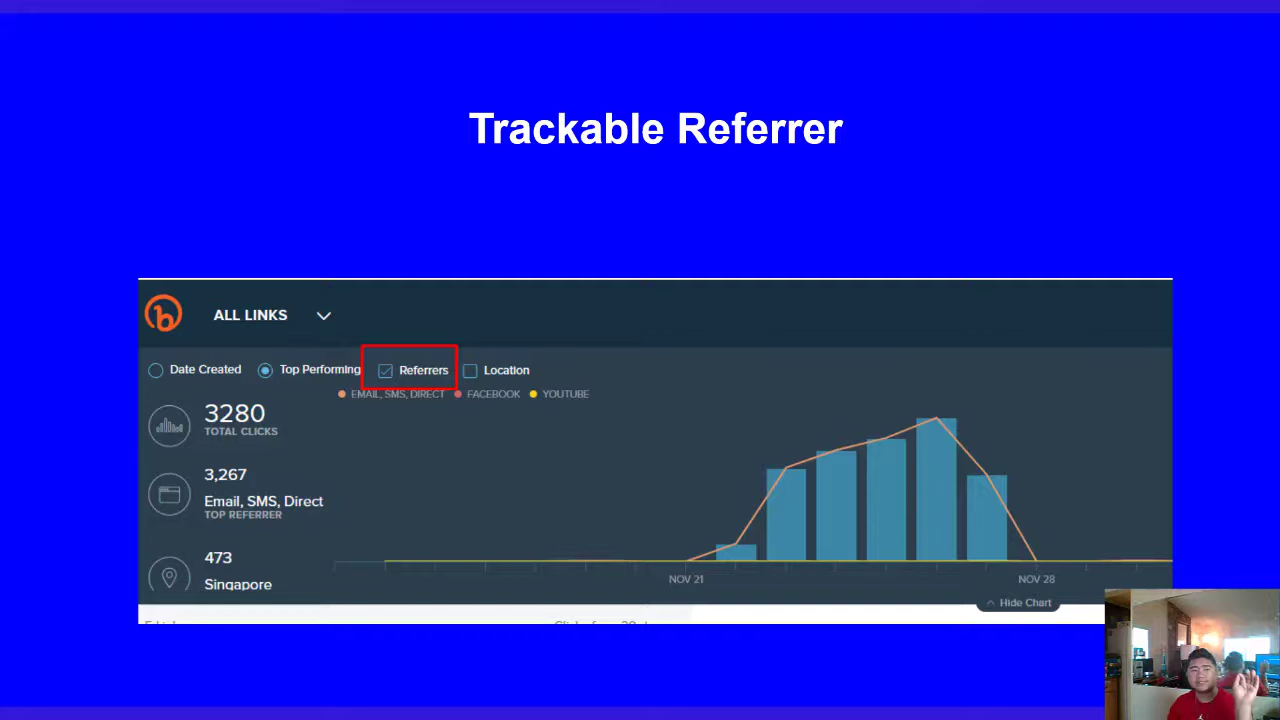 Trackable Referrer
ALL LINKS
Date Created Top Performing Referrers Location
EMAIL, SMS, DIRECT FACEBOOK YOUTUBE
3280
TOTAL CLICKS
3,267
Email, SMS, Direct
TOP REFERRER
473
Singapore
NOV 21 NOV 28
Hide Chart